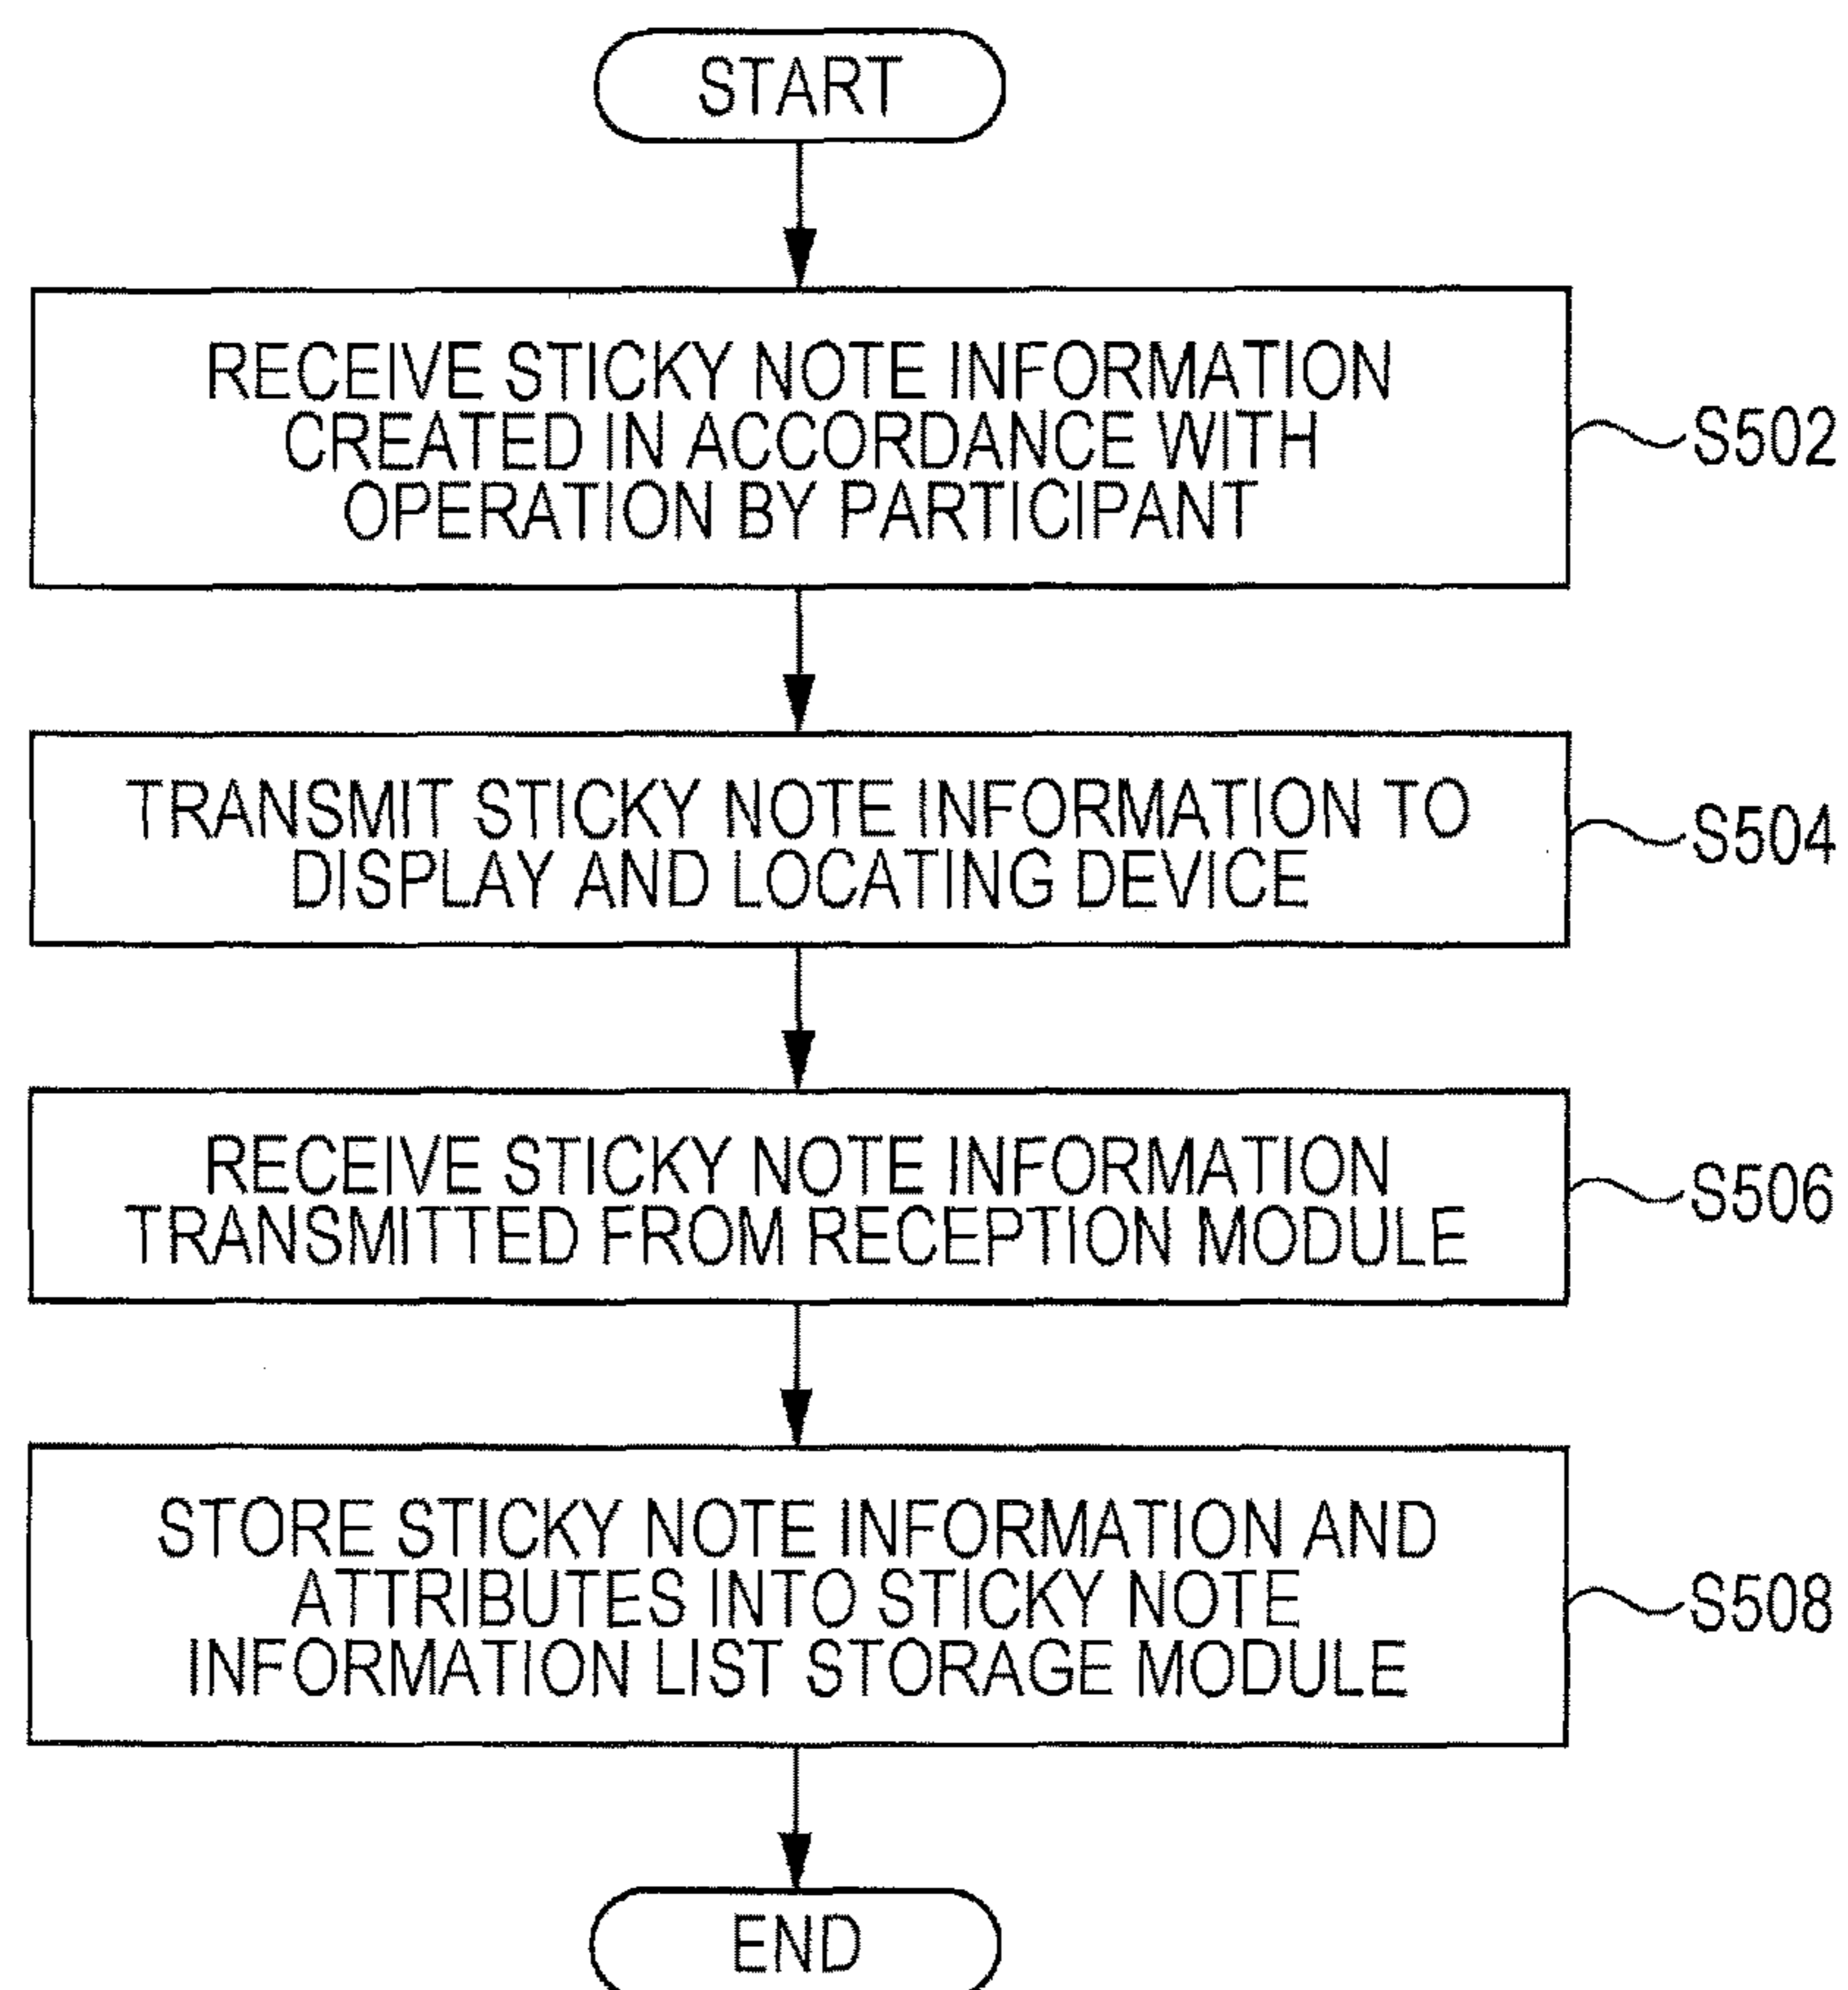 START
RECEIVE STICKY NOTE INFORMATION
CREATED IN ACCORDANCE WITH
OPERATION BY PARTICIPANT
S502
TRANSMIT STICKY NOTE INFORMATION TO
DISPLAY AND LOCATING DEVICE
S504
RECEIVE STICKY NOTE INFORMATION
TRANSMITTED FROM RECEPTION MODULE
S506
STORE STICKY NOTE INFORMATION AND
ATTRIBUTES INTO STICKY NOTE
INFORMATION LIST STORAGE MODULE
S508
END